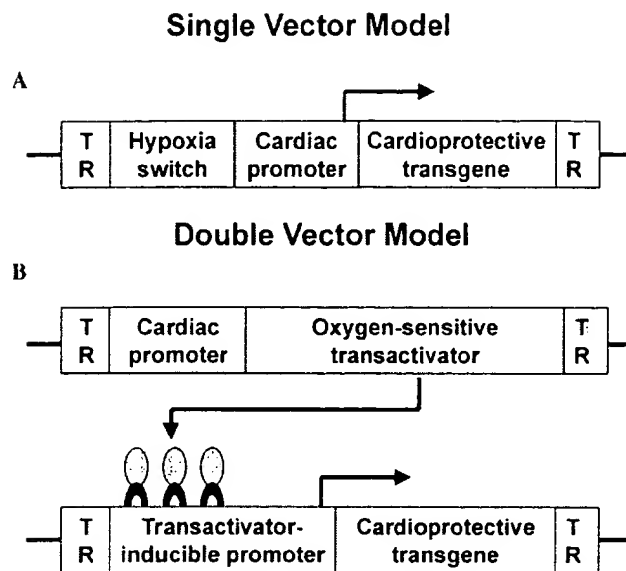 Single Vector Model
A
T R
Hypoxia switch
Cardiac promoter
Cardioprotective transgene
T R
Double Vector Model
B
T R
Cardiac promoter
Oxygen-sensitive transactivator
T R
T R
Transactivator-inducible promoter
Cardioprotective transgene
T R